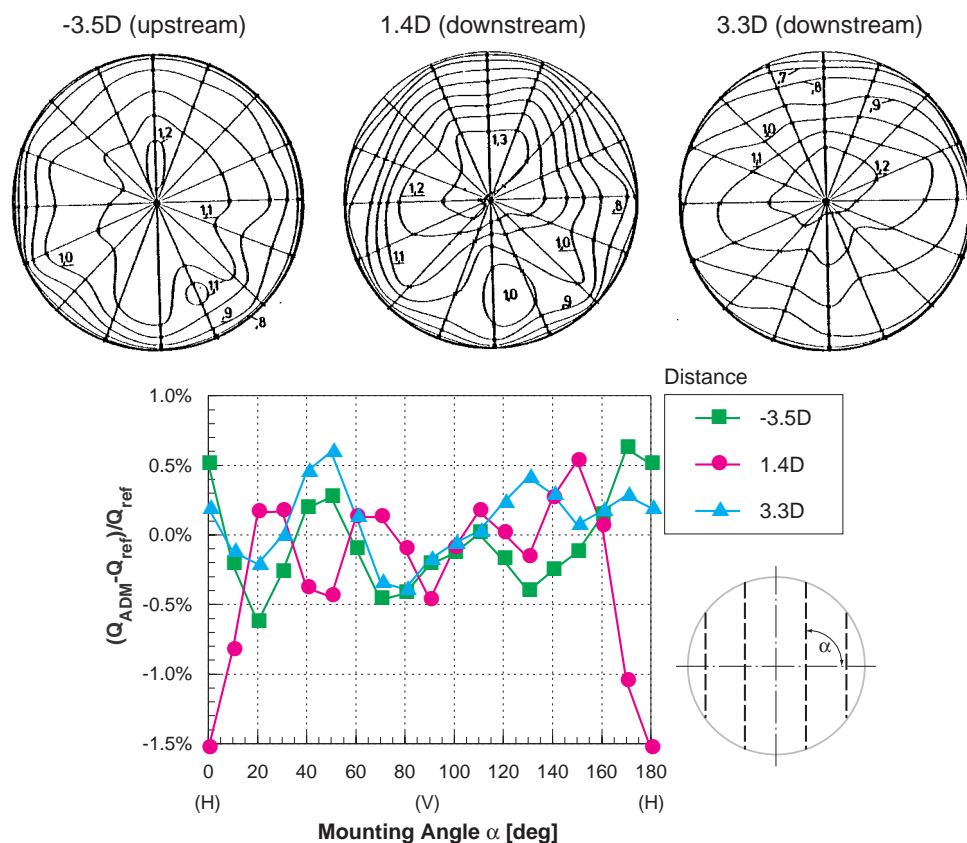 -3.5D (upstream)
1.4D (downstream)
3.3D (downstream)
1,2
1,1
1,0
1,1
,9
,8
1,3
1,2
,8
1,1
1,0
1,0
,9
,7
,8
,9
1,0
1,1
1,2
Distance
-3.5D
1.4D
3.3D
(Q_ADM-Q_ref)/Q_ref
1.0%
0.5%
0.0%
-0.5%
-1.0%
-1.5%
0 20 40 60 80 100 120 140 160 180
(H) (V) (H)
Mounting Angle α [deg]
α